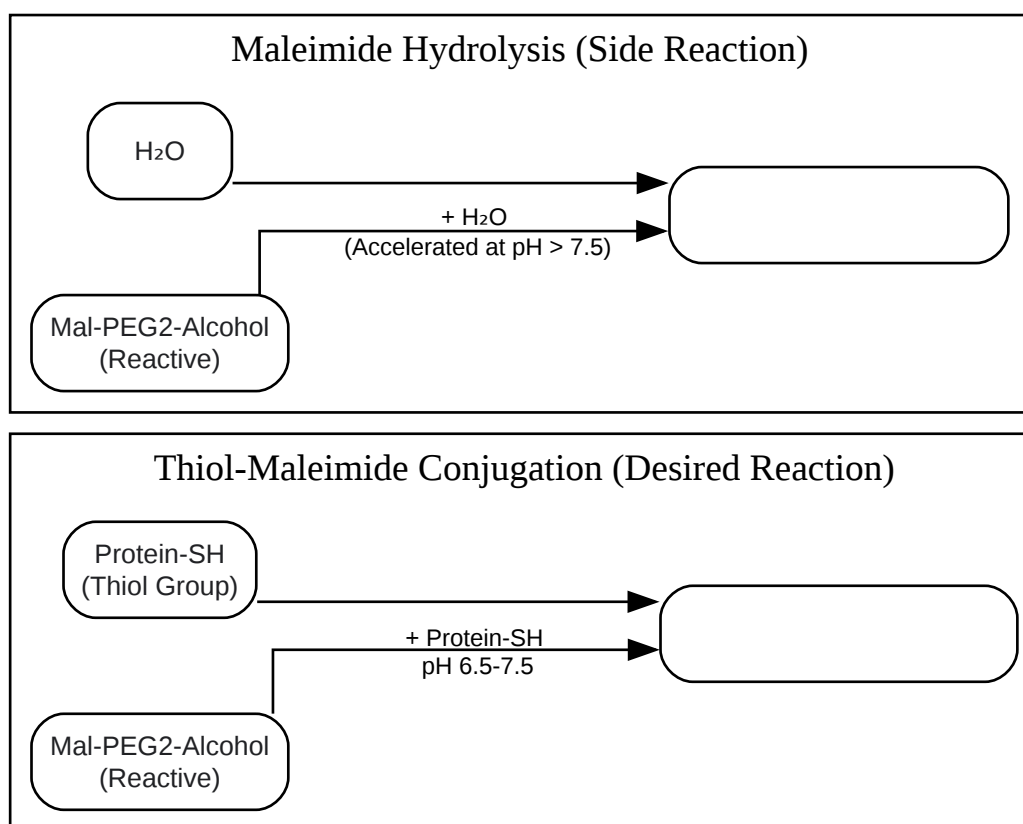 Maleimide Hydrolysis (Side Reaction)
H₂O
+ H₂O
(Accelerated at pH > 7.5)
Mal-PEG2-Alcohol
(Reactive)
Thiol-Maleimide Conjugation (Desired Reaction)
Protein-SH
(Thiol Group)
+ Protein-SH
pH 6.5-7.5
Mal-PEG2-Alcohol
(Reactive)